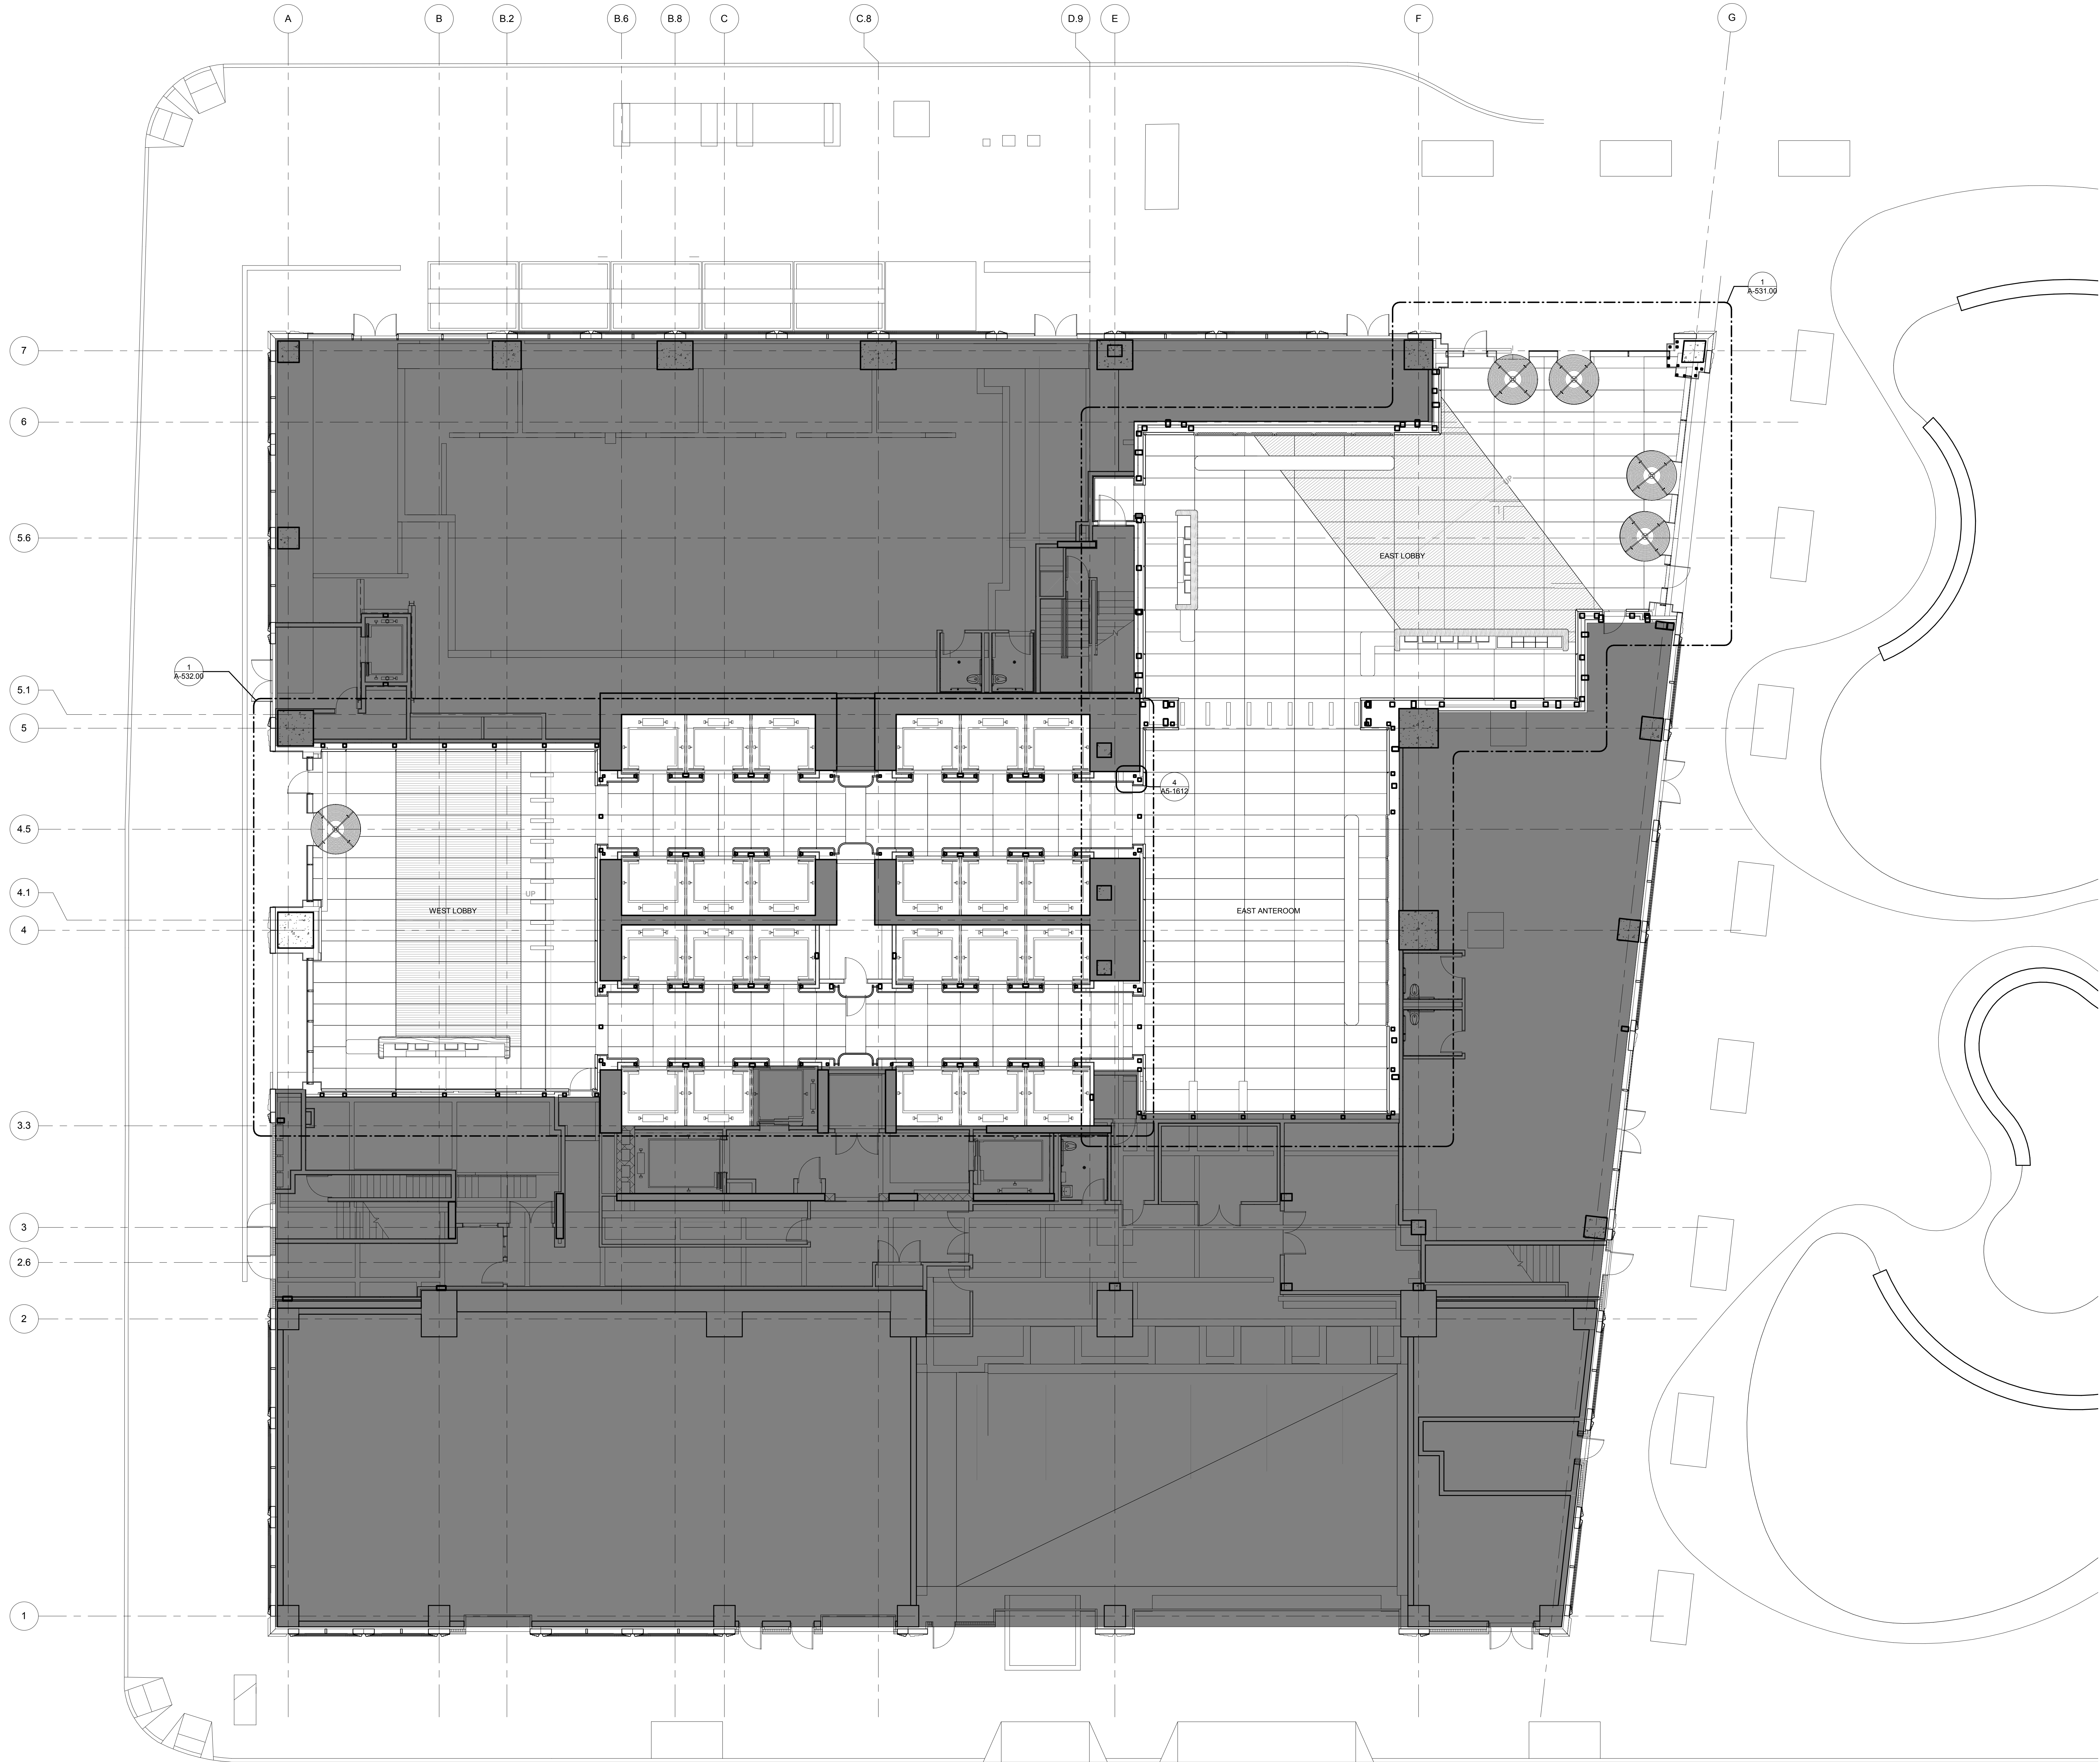 A
B
B.2
B.6
B.8
C
C.8
D.9
E
F
G
1
A-531.00
7
6
5.6
UP
EAST LOBBY
1
A-532.00
5.1
5
4
A5-1612
4.5
4.1
UP
WEST LOBBY
EAST ANTEROOM
4
3.3
3
2.6
2
1